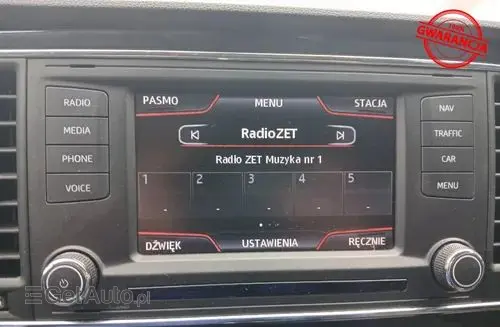 100%
GWARANCJA
PASMO MENU STACJA
RADIO
MEDIA
PHONE
VOICE
RadioZET
Radio ZET Muzyka nr 1
1 2 3 4 5
- - - - -
DŹWIĘK USTAWIENIA RĘCZNIE
NAV
TRAFFIC
CAR
MENU
GetAuto.pl